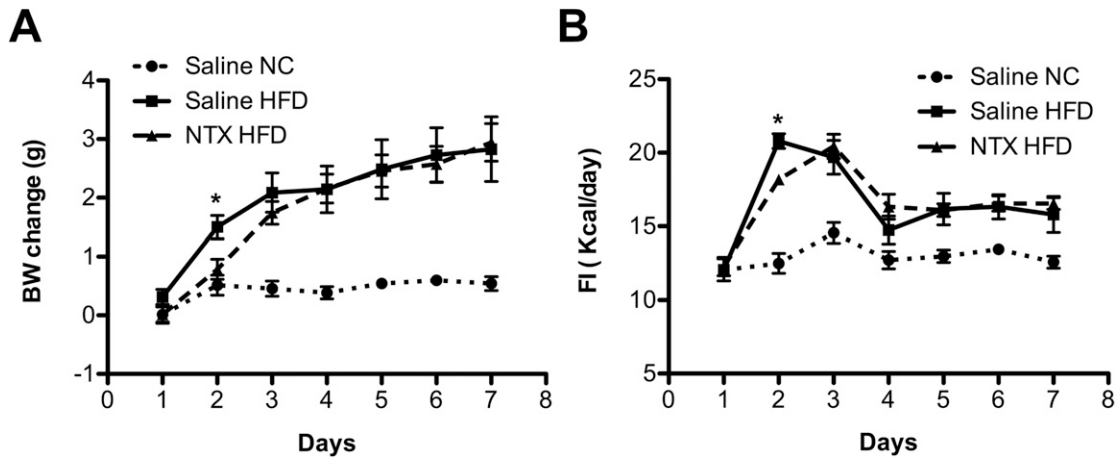 A
Saline NC
Saline HFD
NTX HFD
4
3
2
1
0
-1
BW change (g)
*
0 1 2 3 4 5 6 7 8
Days
B
Saline NC
Saline HFD
NTX HFD
25
20
15
10
5
FI ( Kcal/day)
*
0 1 2 3 4 5 6 7 8
Days